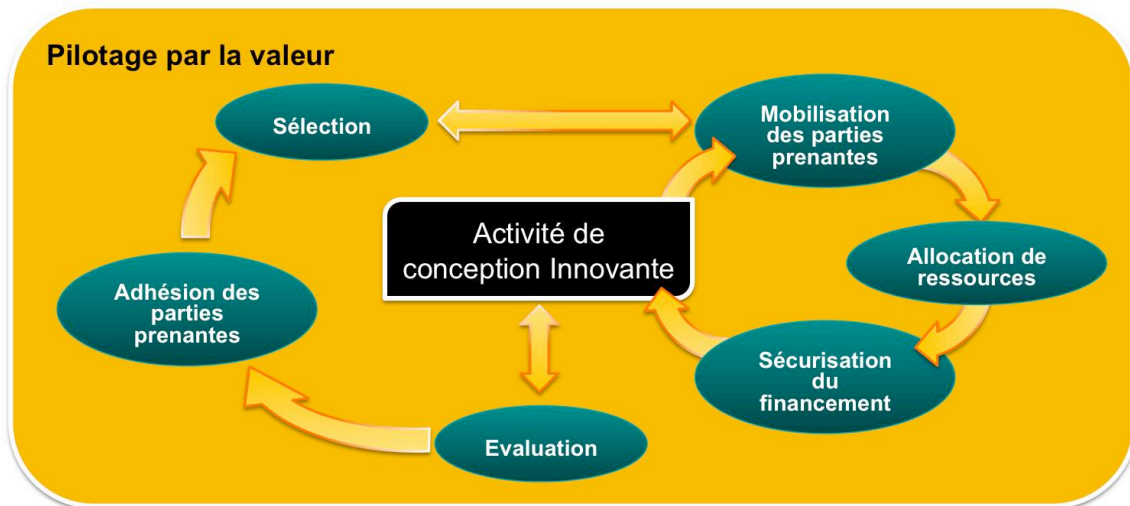 Pilotage par la valeur
Sélection
Mobilisation
des parties
prenantes
Activité de
conception Innovante
Allocation de
ressources
Adhésion des
parties
prenantes
Sécurisation
du
financement
Evaluation